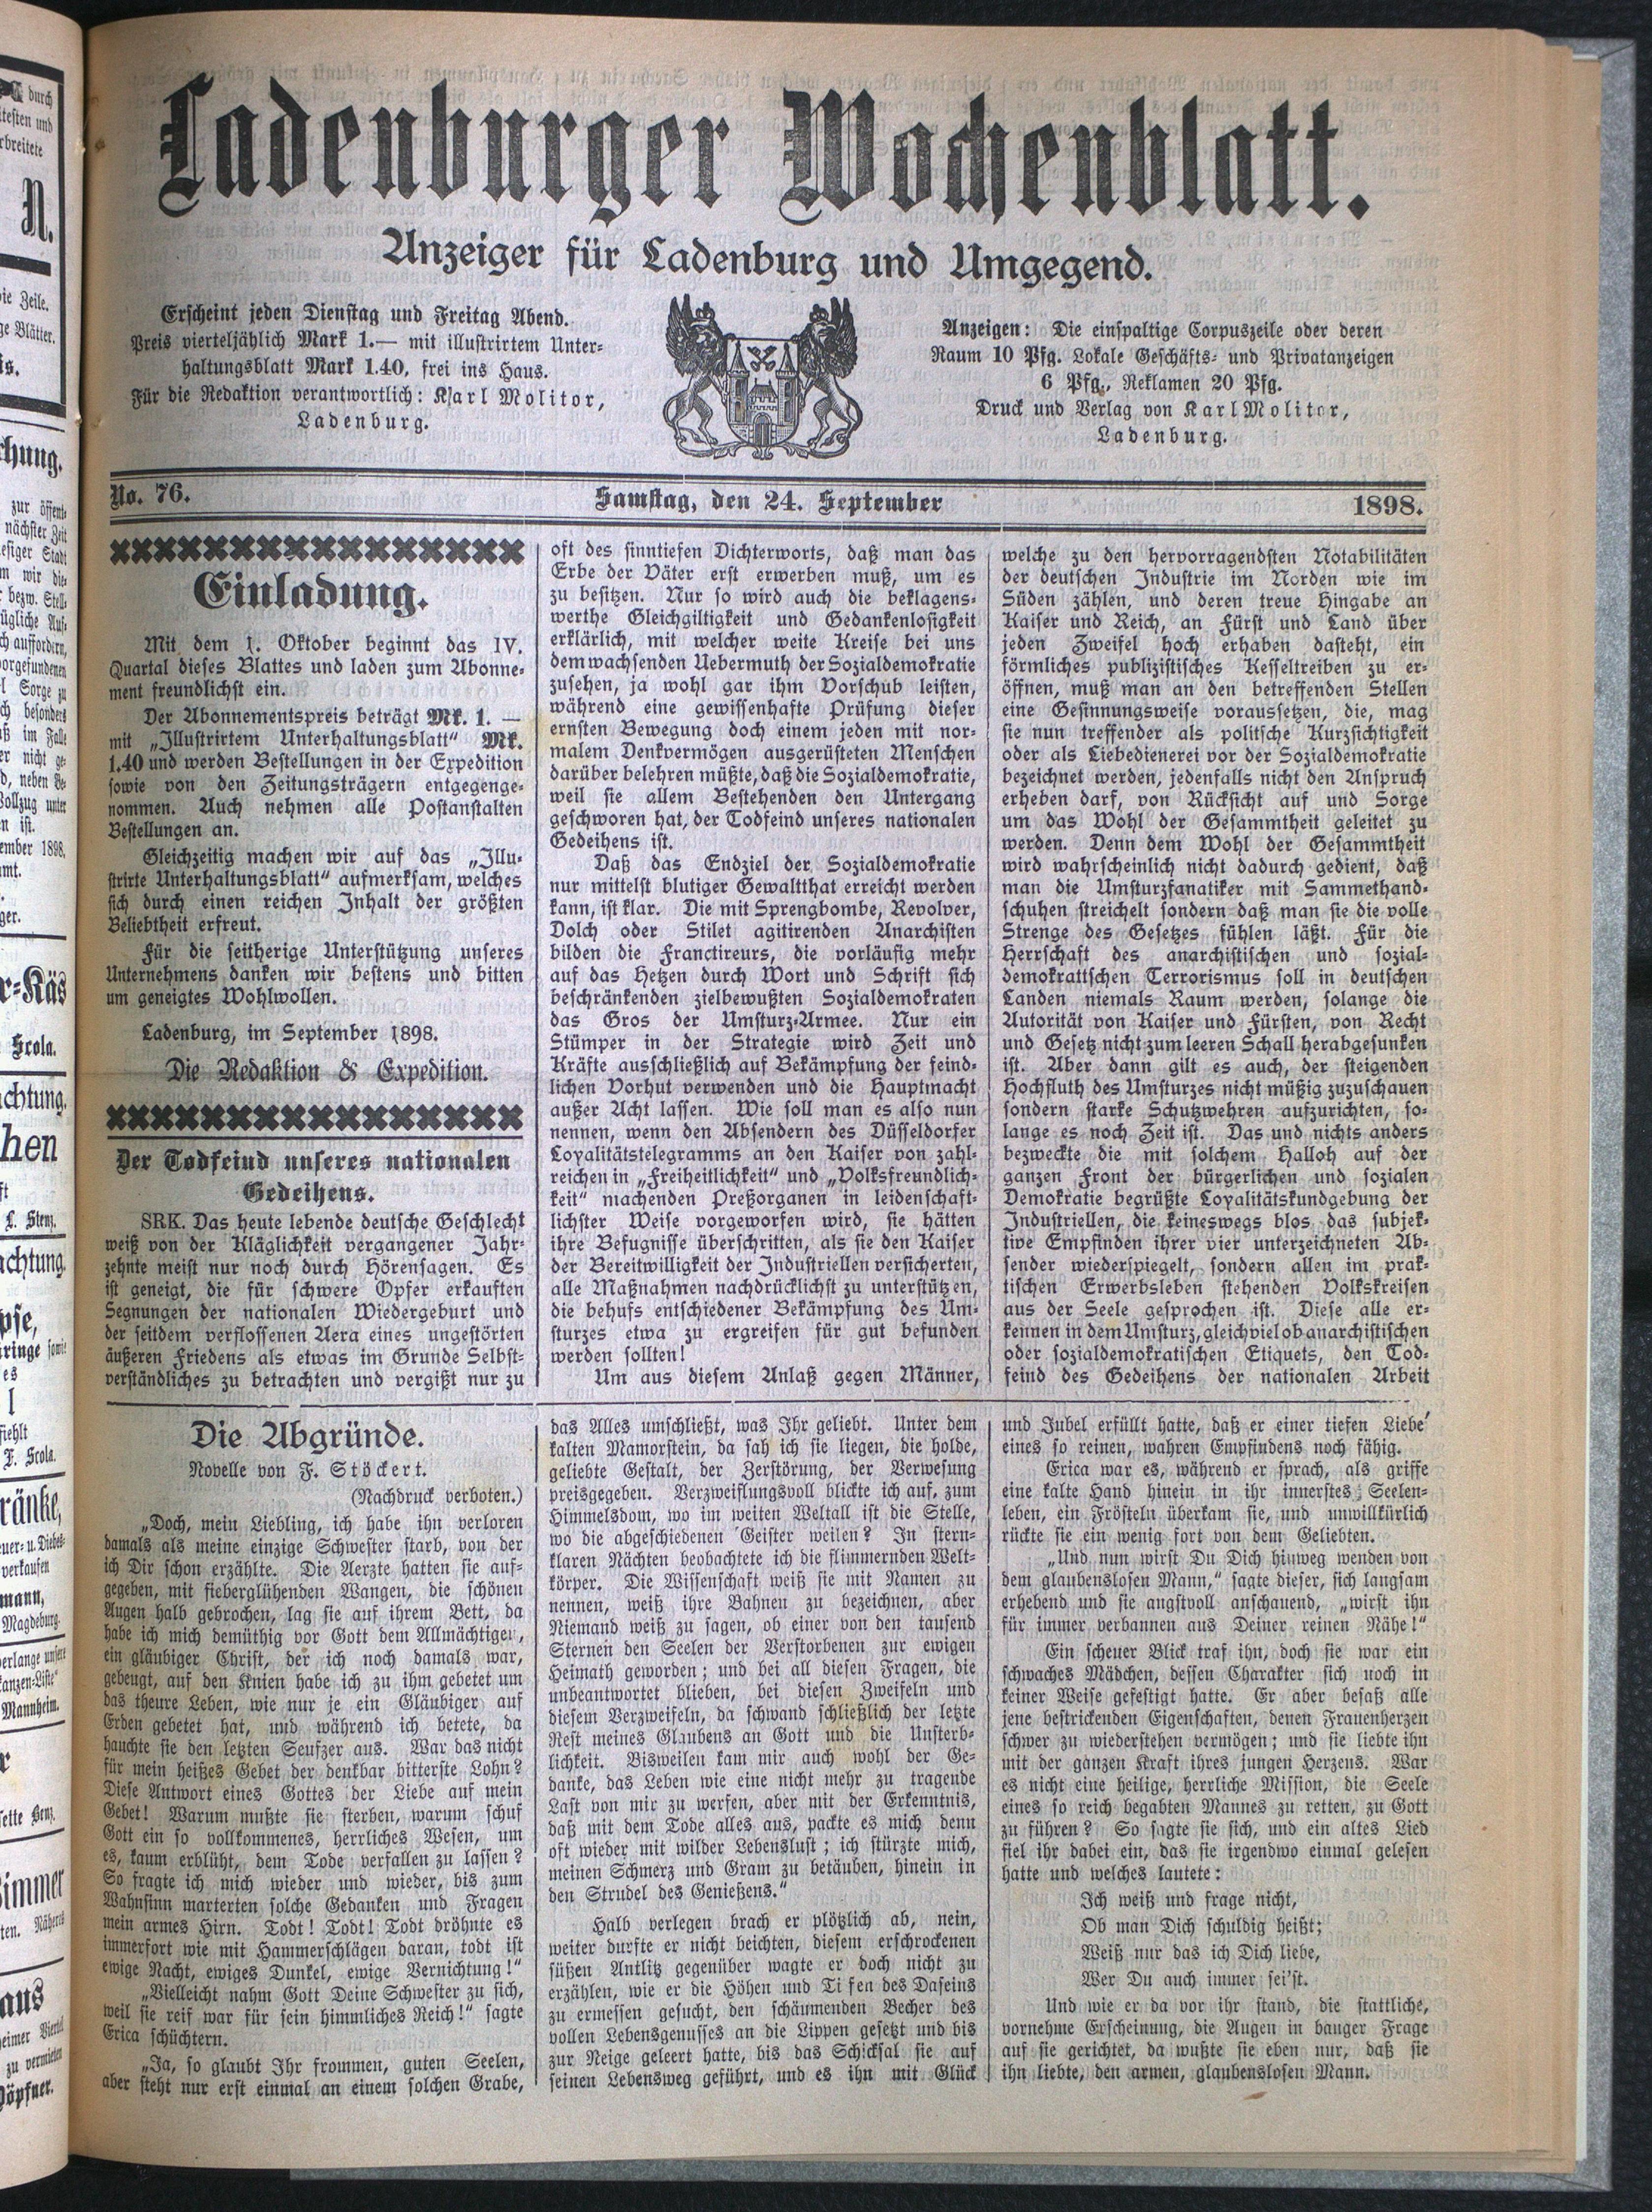 Ladenburger Wochenblatt.
Anzeiger für Ladenburg und Umgegend.
Erscheint jeden Dienstag und Freitag Abend.
Preis vierteljählich Mark 1.— mit illustrirtem Unter-
haltungsblatt Mark 1.40, frei ins Haus.
Für die Redaktion verantwortlich: Karl Molitor,
Ladenburg.
Anzeigen: Die einspaltige Corpuszeile oder deren
Raum 10 Pfg. Lokale Geschäfts- und Privatanzeigen
6 Pfg., Reklamen 20 Pfg.
Druck und Verlag von Karl Molitor,
Ladenburg.
No. 76.
Samstag, den 24. September
1898.
Einladung.
Mit dem 1. Oktober beginnt das IV.
Quartal dieses Blattes und laden zum Abonne-
ment freundlichst ein.
Der Abonnementspreis beträgt Mk. 1. —
mit „Illustrirtem Unterhaltungsblatt“ Mk.
1.40 und werden Bestellungen in der Expedition
sowie von den Zeitungsträgern entgegenge-
nommen. Auch nehmen alle Postanstalten
Bestellungen an.
Gleichzeitig machen wir auf das „Illu-
strirte Unterhaltungsblatt“ aufmerksam, welches
sich durch einen reichen Inhalt der größten
Beliebtheit erfreut.
Für die seitherige Unterstützung unseres
Unternehmens danken wir bestens und bitten
um geneigtes Wohlwollen.
Ladenburg, im September 1898.
Die Redaktion & Expedition.
Der Todfeind unseres nationalen
Gedeihens.
SRK. Das heute lebende deutsche Geschlecht
weiß von der Kläglichkeit vergangener Jahr-
zehnte meist nur noch durch Hörensagen. Es
ist geneigt, die für schwere Opfer erkauften
Segnungen der nationalen Wiedergeburt und
der seitdem verflossenen Aera eines ungestörten
äußeren Friedens als etwas im Grunde Selbst-
verständliches zu betrachten und vergißt nur zu
oft des sinntiefen Dichterworts, daß man das
Erbe der Väter erst erwerben muß, um es
zu besitzen. Nur so wird auch die beklagens-
werthe Gleichgiltigkeit und Gedankenlosigkeit
erklärlich, mit welcher weite Kreise bei uns
dem wachsenden Uebermuth der Sozialdemokratie
zusehen, ja wohl gar ihm Vorschub leisten,
während eine gewissenhafte Prüfung dieser
ernsten Bewegung doch einem jeden mit nor-
malem Denkvermögen ausgerüsteten Menschen
darüber belehren müßte, daß die Sozialdemokratie,
weil sie allem Bestehenden den Untergang
geschworen hat, der Todfeind unseres nationalen
Gedeihens ist.
Daß das Endziel der Sozialdemokratie
nur mittelst blutiger Gewaltthat erreicht werden
kann, ist klar. Die mit Sprengbombe, Revolver,
Dolch oder Stilet agitirenden Anarchisten
bilden die Franctireurs, die vorläufig mehr
auf das Hetzen durch Wort und Schrift sich
beschränkenden zielbewußten Sozialdemokraten
das Gros der Umsturz-Armee. Nur ein
Stümper in der Strategie wird Zeit und
Kräfte ausschließlich auf Bekämpfung der feind-
lichen Vorhut verwenden und die Hauptmacht
außer Acht lassen. Wie soll man es also nun
nennen, wenn den Absendern des Düsseldorfer
Loyalitätstelegramms an den Kaiser von zahl-
reichen in „Freiheitlichkeit“ und „Volksfreundlich-
keit“ machenden Preßorganen in leidenschaft-
lichster Weise vorgeworfen wird, sie hätten
ihre Befugnisse überschritten, als sie den Kaiser
der Bereitwilligkeit der Industriellen versicherten,
alle Maßnahmen nachdrücklichst zu unterstützen,
die behufs entschiedener Bekämpfung des Um-
sturzes etwa zu ergreifen für gut befunden
werden sollten!
Um aus diesem Anlaß gegen Männer,
welche zu den hervorragendsten Notabilitäten
der deutschen Industrie im Norden wie im
Süden zählen, und deren treue Hingabe an
Kaiser und Reich, an Fürst und Land über
jeden Zweifel hoch erhaben dasteht, ein
förmliches publizistisches Kesseltreiben zu er-
öffnen, muß man an den betreffenden Stellen
eine Gesinnungsweise voraussetzen, die, mag
sie nun treffender als politsche Kurzsichtigkeit
oder als Liebedienerei vor der Sozialdemokratie
bezeichnet werden, jedenfalls nicht den Anspruch
erheben darf, von Rücksicht auf und Sorge
um das Wohl der Gesammtheit geleitet zu
werden. Denn dem Wohl der Gesammtheit
wird wahrscheinlich nicht dadurch gedient, daß
man die Umsturzfanatiker mit Sammethand-
schuhen streichelt sondern daß man sie die volle
Strenge des Gesetzes fühlen läßt. Für die
Herrschaft des anarchistischen und sozial-
demokratischen Terrorismus soll in deutschen
Landen niemals Raum werden, solange die
Autorität von Kaiser und Fürsten, von Recht
und Gesetz nicht zum leeren Schall herabgesunken
ist. Aber dann gilt es auch, der steigenden
Hochfluth des Umsturzes nicht müßig zuzuschauen
sondern starke Schutzwehren aufzurichten, so-
lange es noch Zeit ist. Das und nichts anders
bezweckte die mit solchem Halloh auf der
ganzen Front der bürgerlichen und sozialen
Demokratie begrüßte Loyalitätskundgebung der
Industriellen, die keineswegs blos das subjek-
tive Empfinden ihrer vier unterzeichneten Ab-
sender wiederspiegelt, sondern allen im prak-
tischen Erwerbsleben stehenden Volkskreisen
aus der Seele gesprochen ist. Diese alle er-
kennen in dem Umsturz, gleichviel ob anarchistischen
oder sozialdemokratischen Etiquets, den Tod-
feind des Gedeihens der nationalen Arbeit
Die Abgründe.
Novelle von F. Stöckert.
(Nachdruck verboten.)
„Doch, mein Liebling, ich habe ihn verloren
damals als meine einzige Schwester starb, von der
ich Dir schon erzählte. Die Aerzte hatten sie auf-
gegeben, mit fieberglühenden Wangen, die schönen
Augen halb gebrochen, lag sie auf ihrem Bett, da
habe ich mich demüthig vor Gott dem Allmächtigen,
ein gläubiger Christ, der ich noch damals war,
gebeugt, auf den Knien habe ich zu ihm gebetet um
das theure Leben, wie nur je ein Gläubiger auf
Erden gebetet hat, und während ich betete, da
hauchte sie den letzten Seufzer aus. War das nicht
für mein heißes Gebet der denkbar bitterste Lohn?
Diese Antwort eines Gottes der Liebe auf mein
Gebet! Warum mußte sie sterben, warum schuf
Gott ein so vollkommenes, herrliches Wesen, um
es, kaum erblüht, dem Tode verfallen zu lassen?
So fragte ich mich wieder und wieder, bis zum
Wahnsinn marterten solche Gedanken und Fragen
mein armes Hirn. Todt! Todt! Todt dröhnte es
immerfort wie mit Hammerschlägen daran, todt ist
ewige Nacht, ewiges Dunkel, ewige Vernichtung!“
„Vielleicht nahm Gott Deine Schwester zu sich,
weil sie reif war für sein himmliches Reich!“ sagte
Erica schüchtern.
„Ja, so glaubt Ihr frommen, guten Seelen,
aber steht nur erst einmal an einem solchen Grabe,
das Alles umschließt, was Ihr geliebt. Unter dem
kalten Mamorstein, da sah ich sie liegen, die holde,
geliebte Gestalt, der Zerstörung, der Verwesung
preisgegeben. Verzweiflungsvoll blickte ich auf, zum
Himmelsdom, wo im weiten Weltall ist die Stelle,
wo die abgeschiedenen Geister weilen? In stern-
klaren Nächten beobachtete ich die flimmernden Welt-
körper. Die Wissenschaft weiß sie mit Namen zu
nennen, weiß ihre Bahnen zu bezeichnen, aber
Niemand weiß zu sagen, ob einer von den tausend
Sternen den Seelen der Verstorbenen zur ewigen
Heimath geworden; und bei all diesen Fragen, die
unbeantwortet blieben, bei diesen Zweifeln und
diesem Verzweifeln, da schwand schließlich der letzte
Rest meines Glaubens an Gott und die Unsterb-
lichkeit. Bisweilen kam mir auch wohl der Ge-
danke, das Leben wie eine nicht mehr zu tragende
Last von mir zu werfen, aber mit der Erkenntnis,
daß mit dem Tode alles aus, packte es mich denn
oft wieder mit wilder Lebenslust; ich stürzte mich,
meinen Schmerz und Gram zu betäuben, hinein in
den Strudel des Genießens.“
Halb verlegen brach er plötzlich ab, nein,
weiter durfte er nicht beichten, diesem erschrockenen
süßen Antlitz gegenüber wagte er doch nicht zu
erzählen, wie er die Höhen und Ti fen des Daseins
zu ermessen gesucht, den schäumenden Becher des
vollen Lebensgenusses an die Lippen gesetzt und bis
zur Neige geleert hatte, bis das Schicksal sie auf
seinen Lebensweg geführt, und es ihn mit Glück
und Jubel erfüllt hatte, daß er einer tiefen Liebe
eines so reinen, wahren Empfindens noch fähig.
Erica war es, während er sprach, als griffe
eine kalte Hand hinein in ihr innerstes Seelen-
leben, ein Frösteln überkam sie, und unwillkürlich
rückte sie ein wenig fort von dem Geliebten.
„Und nun wirst Du Dich hinweg wenden von
dem glaubenslosen Mann,“ sagte dieser, sich langsam
erhebend und sie angstvoll anschauend, „wirst ihn
für immer verbannen aus Deiner reinen Nähe!“
Ein scheuer Blick traf ihn, doch sie war ein
schwaches Mädchen, dessen Charakter sich noch in
keiner Weise gefestigt hatte. Er aber besaß alle
jene bestrickenden Eigenschaften, denen Frauenherzen
schwer zu wiederstehen vermögen; und sie liebte ihn
mit der ganzen Kraft ihres jungen Herzens. War
es nicht eine heilige, herrliche Mission, die Seele
eines so reich begabten Mannes zu retten, zu Gott
zu führen? So sagte sie sich, und ein altes Lied
fiel ihr dabei ein, das sie irgendwo einmal gelesen
hatte und welches lautete:
Ich weiß und frage nicht,
Ob man Dich schuldig heißt;
Weiß nur das ich Dich liebe,
Wer Du auch immer sei'st.
Und wie er da vor ihr stand, die stattliche,
vornehme Erscheinung, die Augen in banger Frage
auf sie gerichtet, da wußte sie eben nur, daß sie
ihn liebte, den armen, glaubenslosen Mann.